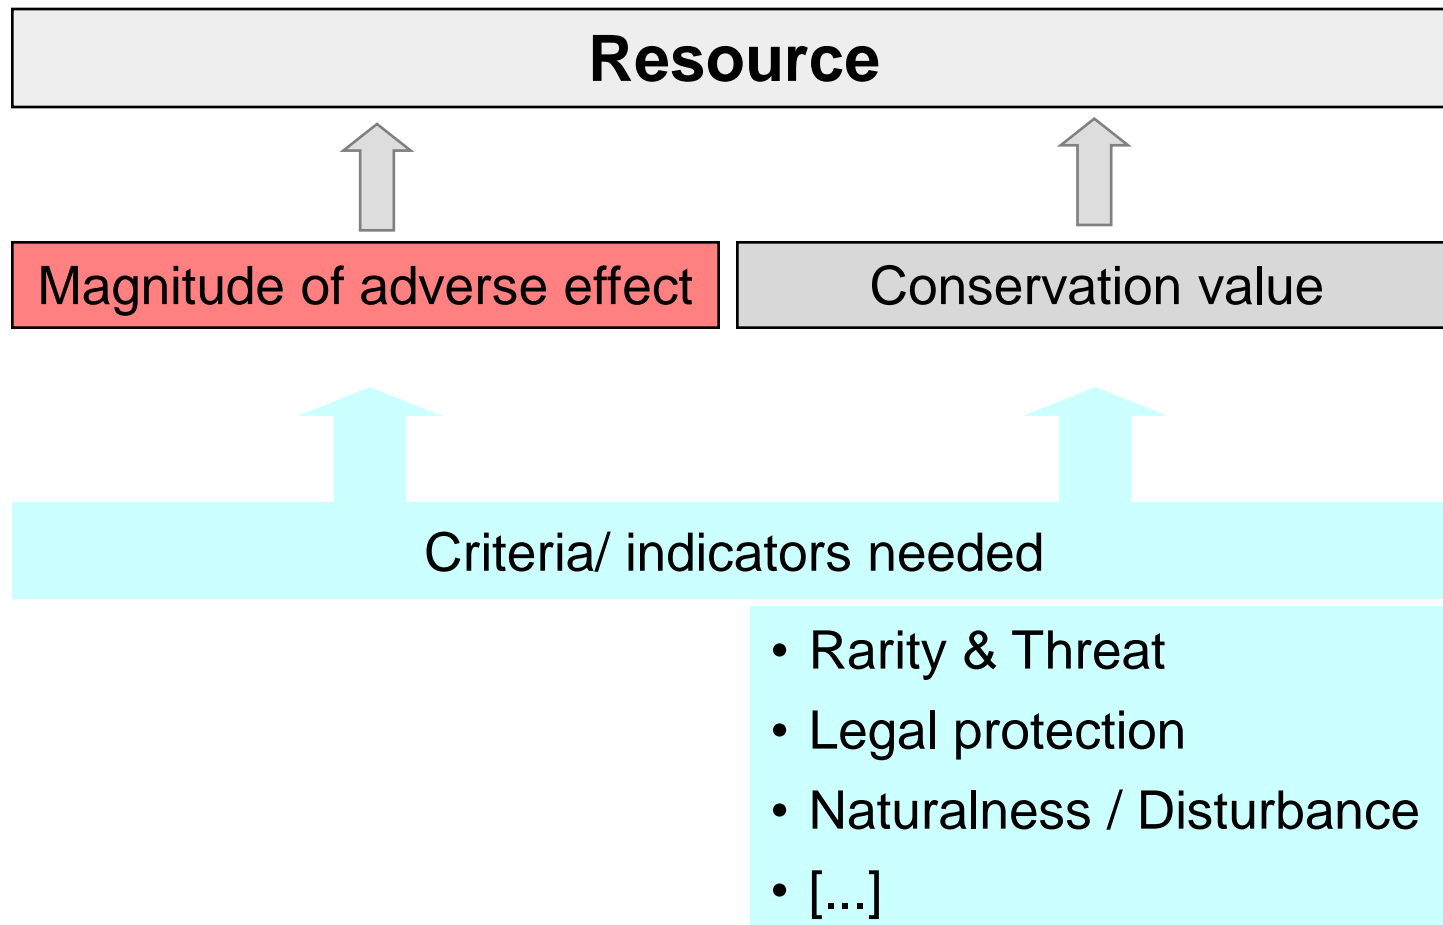 Resource
Magnitude of adverse effect
Conservation value
Criteria/ indicators needed
• Rarity & Threat
• Legal protection
• Naturalness / Disturbance
• [...]